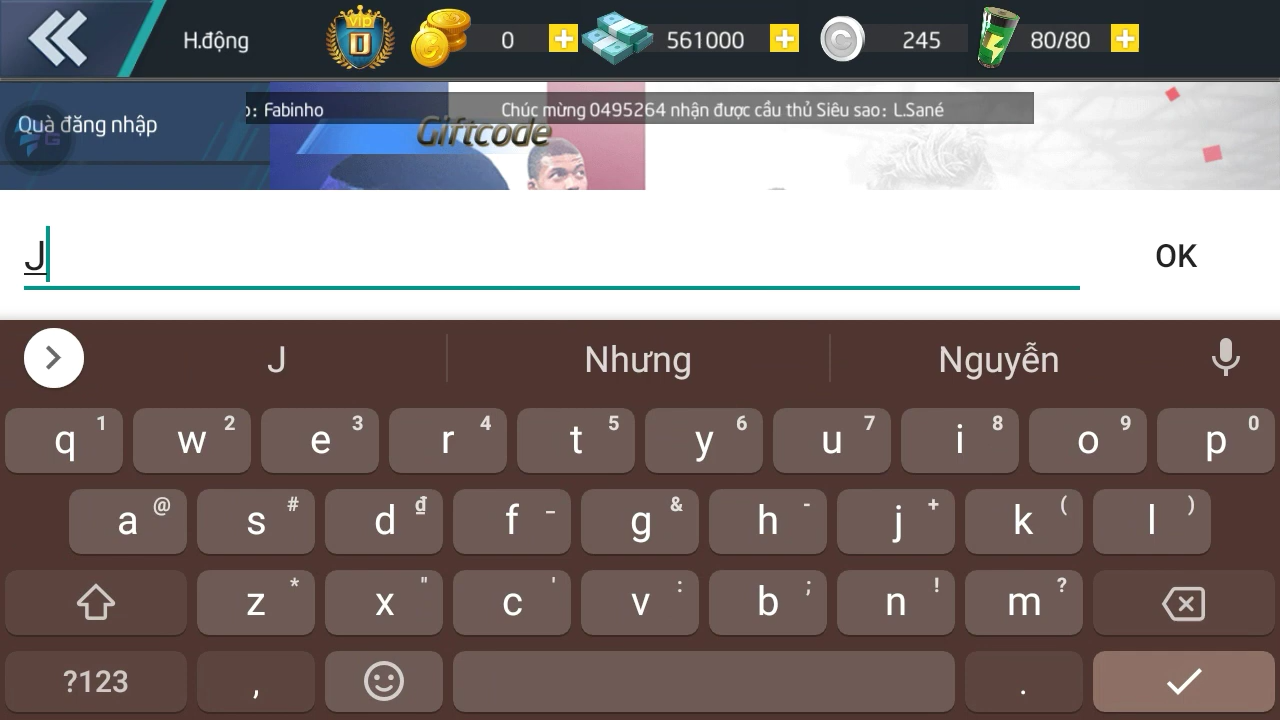 H.động
vip
0
0
561000
245
80/80
Quà đăng nhập
: Fabinho
Chúc mừng 0495264 nhận được cầu thủ Siêu sao: L.Sané
Giftcode
J
OK
J
Nhưng
Nguyễn
q 1 w 2 e 3 r 4 t 5 y 6 u 7 i 8 o 9 p 0
a @ s # d ₫ f _ g & h - j + k ( l )
z * x " c ' v : b ; n ! m ?
?123 , .